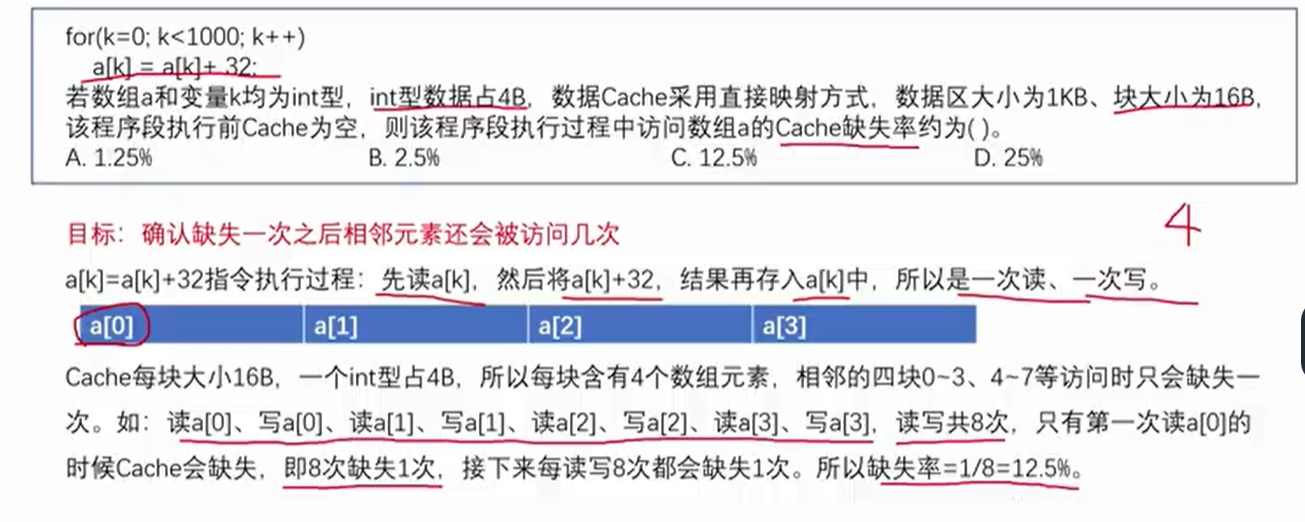 for(k=0; k<1000; k++)
a[k] = a[k]+ 32;
若数组a和变量k均为int型，int型数据占4B，数据Cache采用直接映射方式，数据区大小为1KB、块大小为16B，
该程序段执行前Cache为空，则该程序段执行过程中访问数组a的Cache缺失率约为( )。
A. 1.25% B. 2.5% C. 12.5% D. 25%
4
目标：确认缺失一次之后相邻元素还会被访问几次
a[k]=a[k]+32指令执行过程：先读a[k]，然后将a[k]+32，结果再存入a[k]中，所以是一次读、一次写。
a[0] a[1] a[2] a[3]
Cache每块大小16B，一个int型占4B，所以每块含有4个数组元素，相邻的四块0~3、4~7等访问时只会缺失一
次。如：读a[0]、写a[0]、读a[1]、写a[1]、读a[2]、写a[2]、读a[3]、写a[3]，读写共8次，只有第一次读a[0]的
时候Cache会缺失，即8次缺失1次，接下来每读写8次都会缺失1次。所以缺失率=1/8=12.5%。